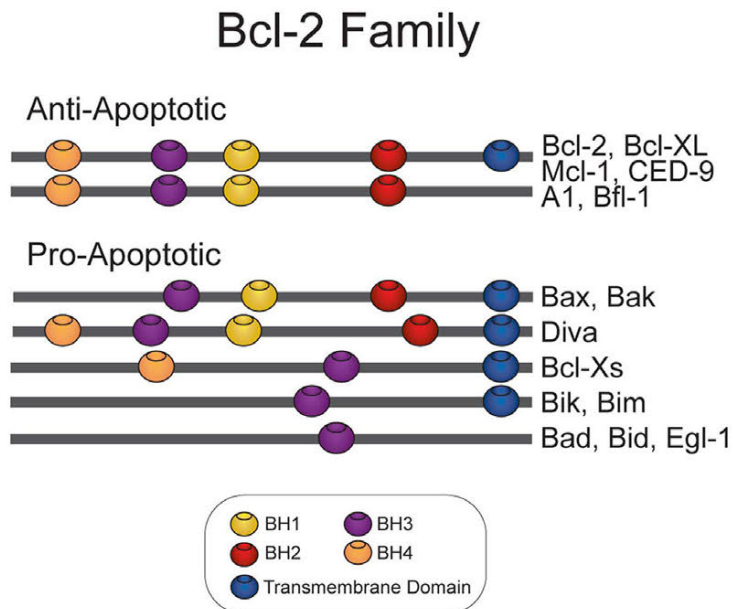 Bcl-2 Family
Anti-Apoptotic
Bcl-2, Bcl-XL
Mcl-1, CED-9
A1, Bfl-1
Pro-Apoptotic
Bax, Bak
Diva
Bcl-Xs
Bik, Bim
Bad, Bid, Egl-1
BH1 BH3
BH2 BH4
Transmembrane Domain